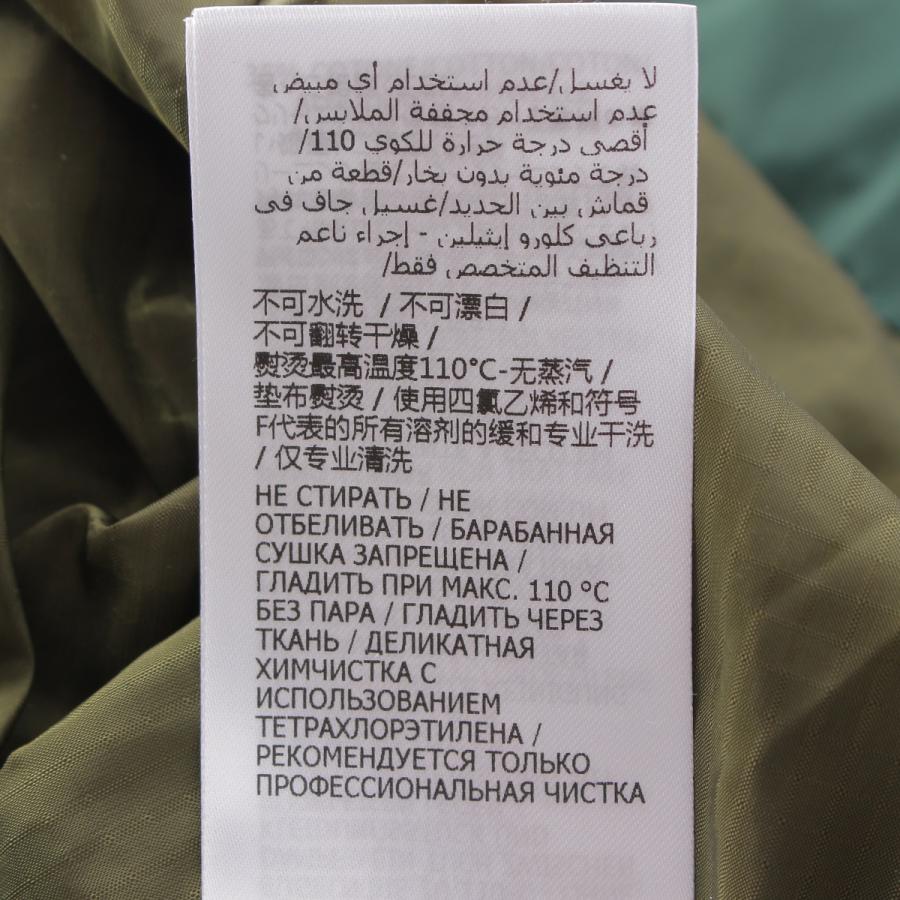 لا يغسل/عدم استخدام أي مبيض
عدم استخدام مجففة الملابس/
أقصى درجة حرارة للكوي 110/
درجة مئوية بدون بخار/قطعة من
قماش بين الحديد/غسيل جاف في
رباعي كلورو إيثيلين - إجراء ناعم
التنظيف المتخصص فقط/
不可水洗 / 不可漂白 /
不可翻转干燥 /
熨烫最高温度110°C-无蒸汽 /
垫布熨烫 / 使用四氯乙烯和符号
F代表的所有溶剂的缓和专业干洗
/ 仅专业清洗
НЕ СТИРАТЬ / НЕ
ОТБЕЛИВАТЬ / БАРАБАННАЯ
СУШКА ЗАПРЕЩЕНА /
ГЛАДИТЬ ПРИ МАКС. 110 °C
БЕЗ ПАРА / ГЛАДИТЬ ЧЕРЕЗ
ТКАНЬ / ДЕЛИКАТНАЯ
ХИМЧИСТКА С
ИСПОЛЬЗОВАНИЕМ
ТЕТРАХЛОРЭТИЛЕНА /
РЕКОМЕНДУЕТСЯ ТОЛЬКО
ПРОФЕССИОНАЛЬНАЯ ЧИСТКА